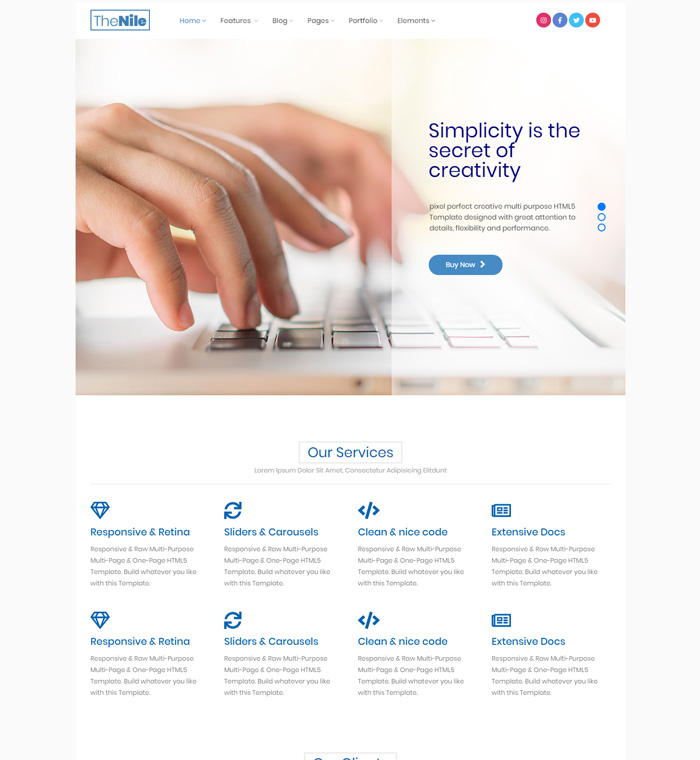 TheNile
Home Features Blog Pages Portfolio Elements
Simplicity is the
secret of
creativity
pixel perfect creative multi purpose HTML5
Template designed with great attention to
details, flexibility and performance.
Buy Now
Our Services
Lorem Ipsum Dolor Sit Amet, Consectetur Adipisicing Elitdunt
Responsive & Retina
Responsive & Raw Multi-Purpose
Multi-Page & One-Page HTML5
Template. Build whatever you like
with this Template.
Sliders & Carousels
Responsive & Raw Multi-Purpose
Multi-Page & One-Page HTML5
Template. Build whatever you like
with this Template.
Clean & nice code
Responsive & Raw Multi-Purpose
Multi-Page & One-Page HTML5
Template. Build whatever you like
with this Template.
Extensive Docs
Responsive & Raw Multi-Purpose
Multi-Page & One-Page HTML5
Template. Build whatever you like
with this Template.
Responsive & Retina
Responsive & Raw Multi-Purpose
Multi-Page & One-Page HTML5
Template. Build whatever you like
with this Template.
Sliders & Carousels
Responsive & Raw Multi-Purpose
Multi-Page & One-Page HTML5
Template. Build whatever you like
with this Template.
Clean & nice code
Responsive & Raw Multi-Purpose
Multi-Page & One-Page HTML5
Template. Build whatever you like
with this Template.
Extensive Docs
Responsive & Raw Multi-Purpose
Multi-Page & One-Page HTML5
Template. Build whatever you like
with this Template.